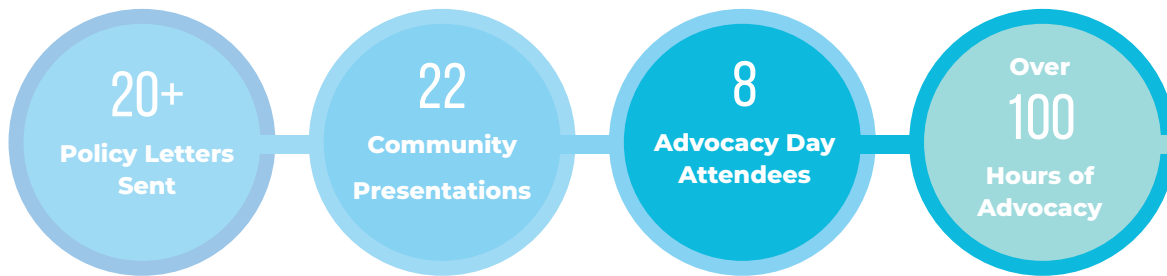 20+
Policy Letters
Sent
22
Community
Presentations
8
Advocacy Day
Attendees
Over
100
Hours of
Advocacy